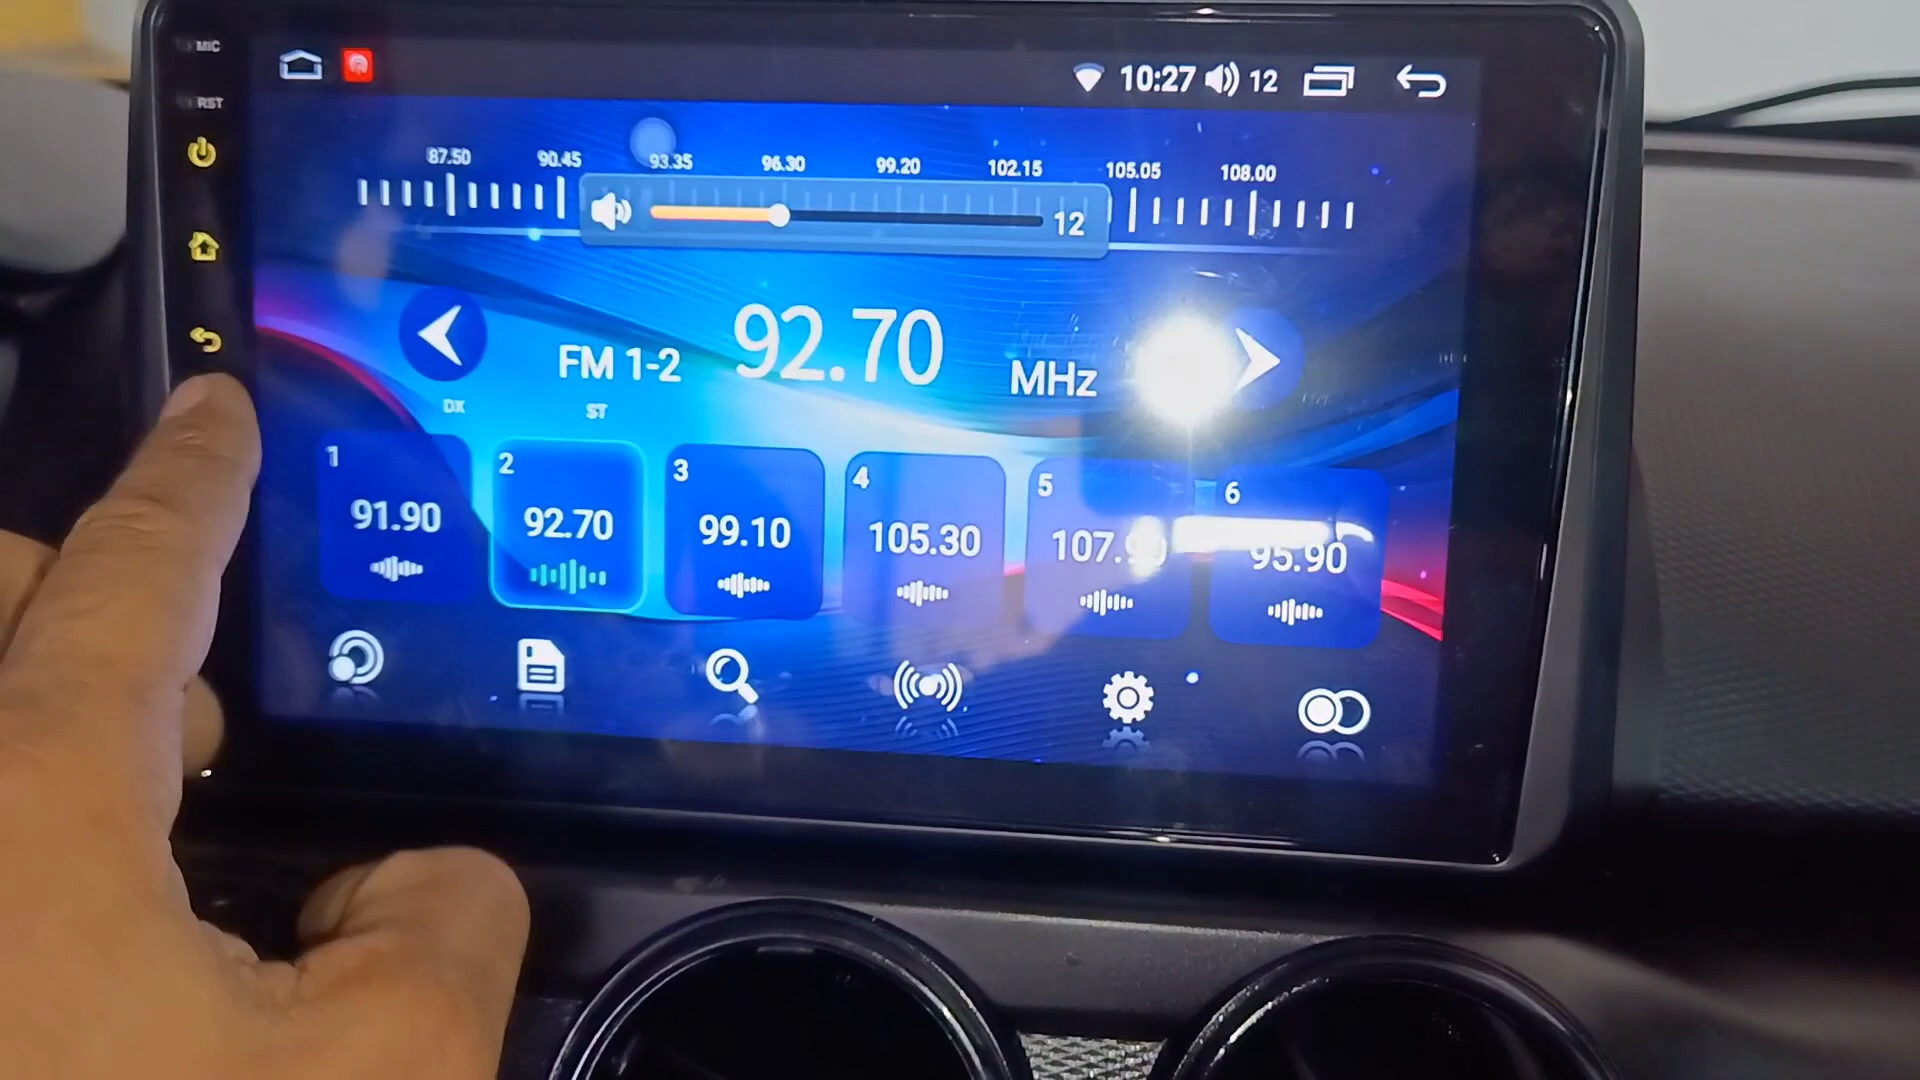 MIC
10:27 12
RST
87.50 90.45 93.35 96.30 99.20 102.15 105.05 108.00
12
FM 1-2 92.70 MHz
DX ST
1 2 3 4 5 6
91.90 92.70 99.10 105.30 107.90 95.90